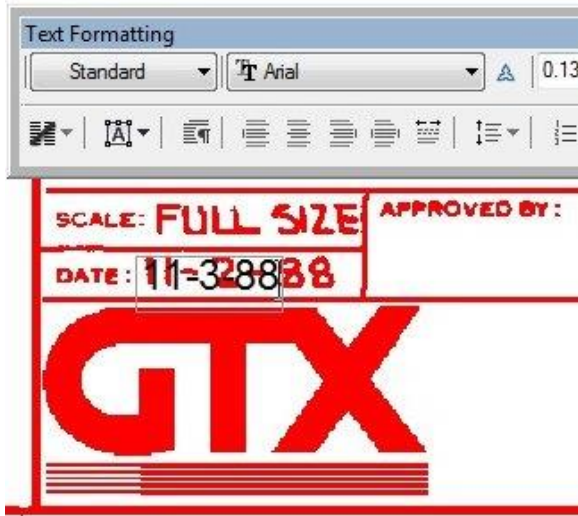 Text Formatting
Standard Arial 0.13
SCALE: FULL SIZE APPROVED BY:
DATE: 11-3-88
GTX